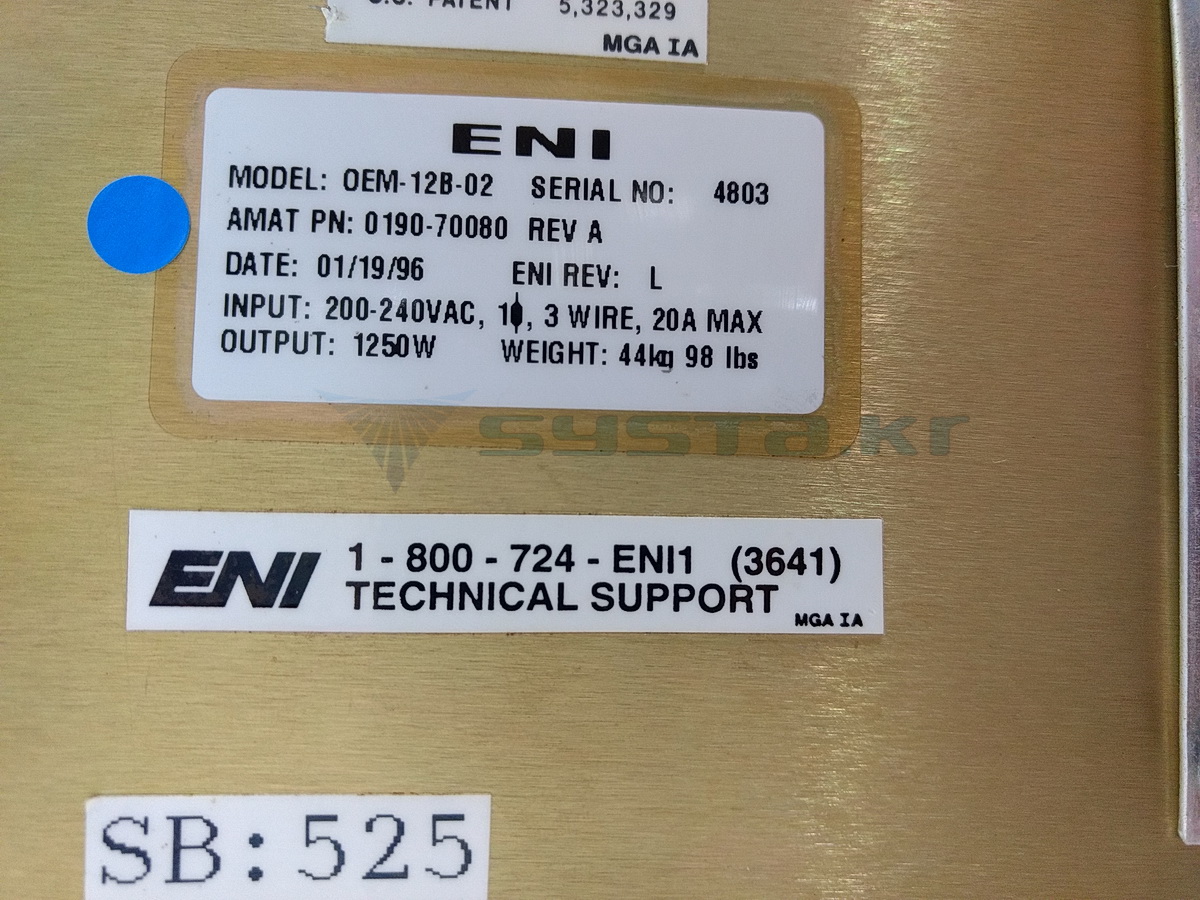 U.S. PATENT 5,323,329
MGA IA
ENI
MODEL: OEM-12B-02 SERIAL NO: 4803
AMAT PN: 0190-70080 REV A
DATE: 01/19/96 ENI REV: L
INPUT: 200-240VAC, 1ϕ, 3 WIRE, 20A MAX
OUTPUT: 1250W WEIGHT: 44kg 98 lbs
systa.kr
ENI 1 - 800 - 724 - ENI1 (3641)
TECHNICAL SUPPORT
MGA IA
SB:525